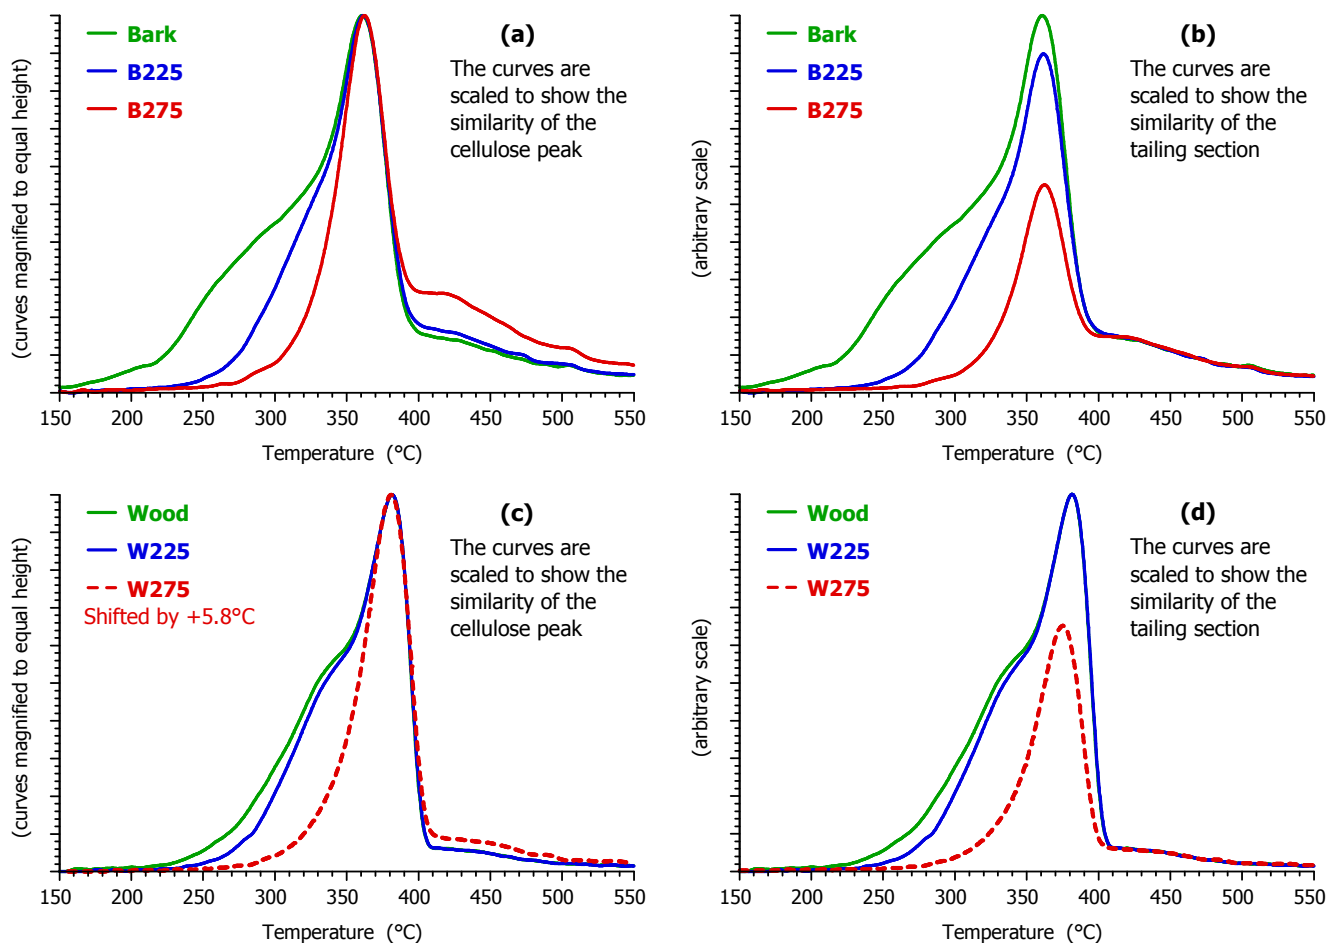 (curves magnified to equal height)
Bark
B225
B275
(a)
The curves are
scaled to show the
similarity of the
cellulose peak
150 200 250 300 350 400 450 500 550
Temperature (°C)
(arbitrary scale)
Bark
B225
B275
(b)
The curves are
scaled to show the
similarity of the
tailing section
150 200 250 300 350 400 450 500 550
Temperature (°C)
(curves magnified to equal height)
Wood
W225
W275
Shifted by +5.8°C
(c)
The curves are
scaled to show the
similarity of the
cellulose peak
150 200 250 300 350 400 450 500 550
Temperature (°C)
(arbitrary scale)
Wood
W225
W275
(d)
The curves are
scaled to show the
similarity of the
tailing section
150 200 250 300 350 400 450 500 550
Temperature (°C)